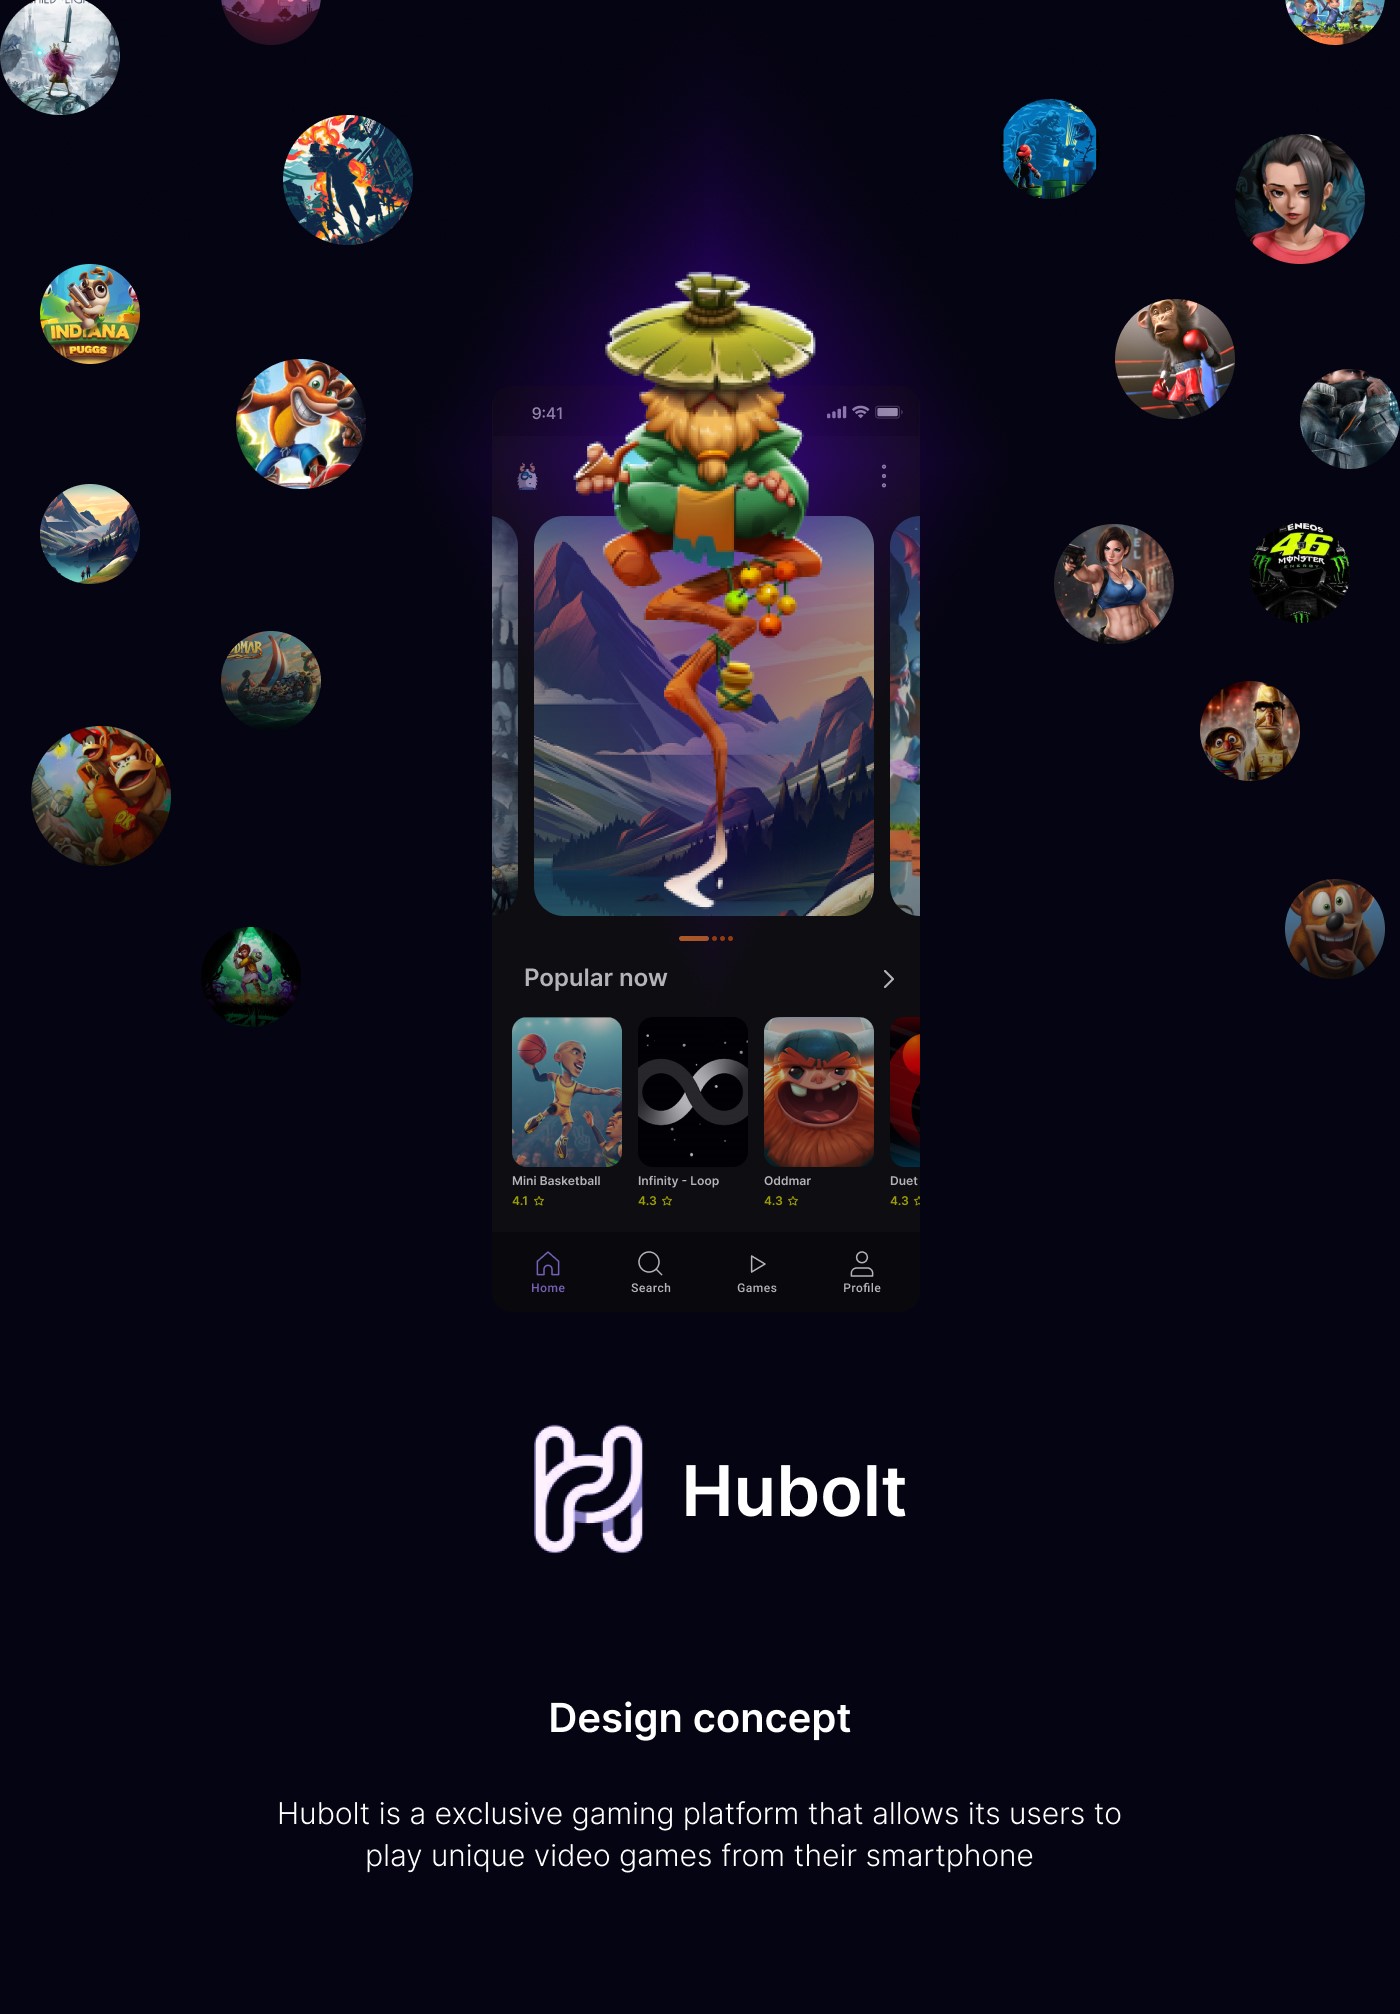 INDIANA
PUGGS
9:41
ENEOS
46
MONSTER
ENERGY
Popular now
Mini Basketball
Infinity - Loop
Oddmar
Duet
4.1
4.3
4.3
4.3
Home
Search
Games
Profile
Hubolt
Design concept
Hubolt is a exclusive gaming platform that allows its users to
play unique video games from their smartphone